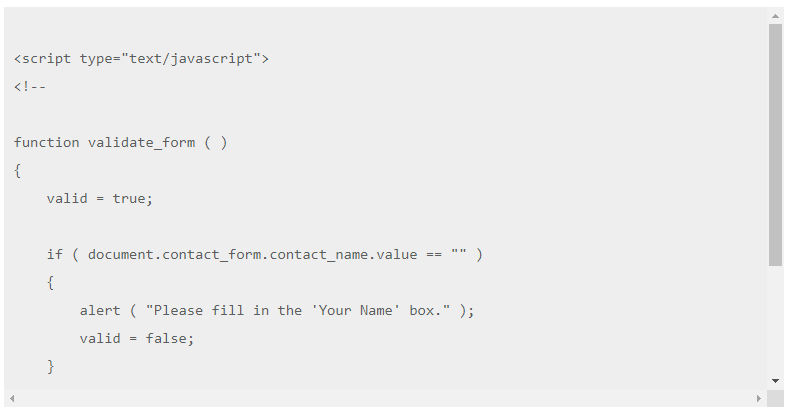 <script type="text/javascript">
<!--
function validate_form ( )
{
    valid = true;
    if ( document.contact_form.contact_name.value == "" )
    {
        alert ( "Please fill in the 'Your Name' box." );
        valid = false;
    }